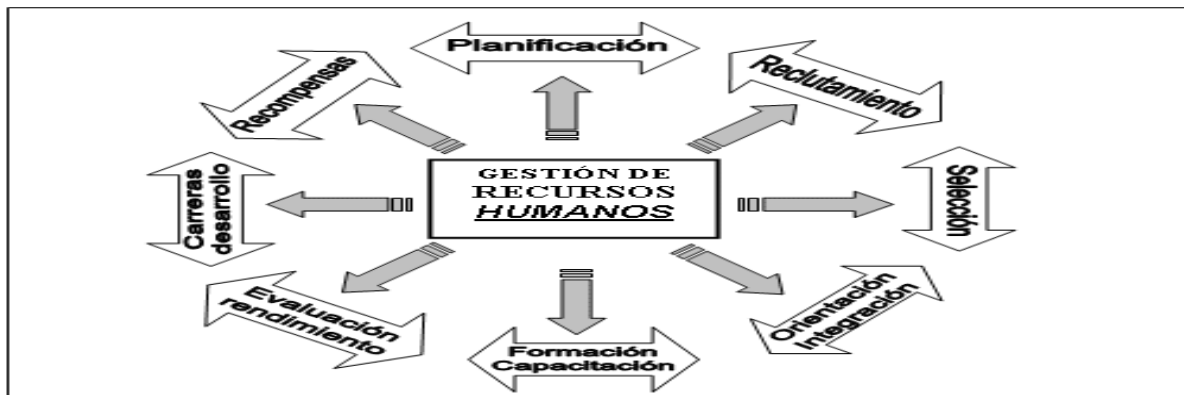 Planificación
Reclutamiento
Selección
Orientación
Integración
Formación
Capacitación
Evaluación
rendimiento
Carreras
desarrollo
Recompensas
GESTIÓN DE
RECURSOS
HUMANOS